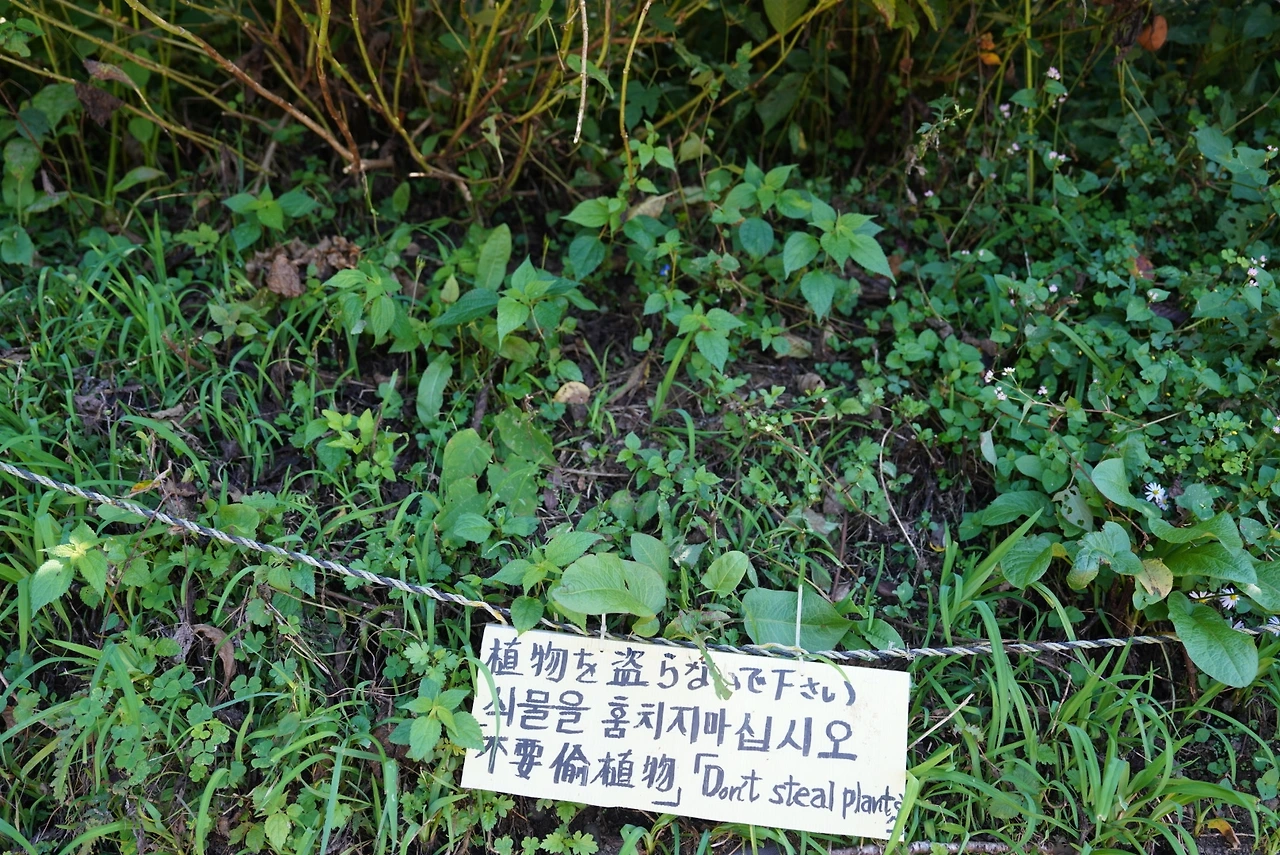 植物を盗らないで下さい
식물을 훔치지마십시오
不要偷植物」「Don't steal plants」